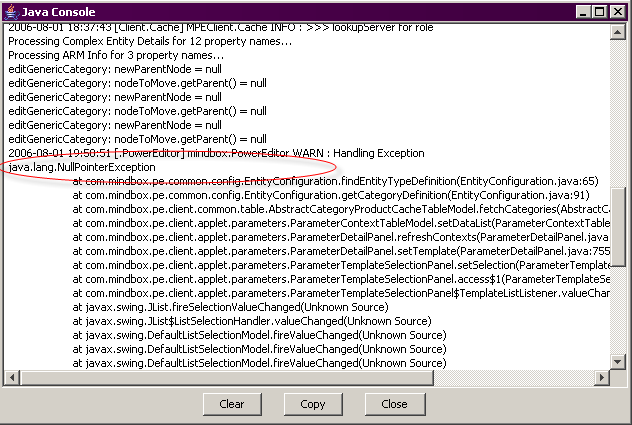 Java Console
2006-08-01 18:37:43 [Client.Cache] MPEClient.Cache INFO : >>> lookupServer for role
Processing Complex Entity Details for 12 property names...
Processing ARM Info for 3 property names...
editGenericCategory: newParentNode = null
editGenericCategory: nodeToMove.getParent() = null
editGenericCategory: newParentNode = null
editGenericCategory: nodeToMove.getParent() = null
editGenericCategory: newParentNode = null
editGenericCategory: nodeToMove.getParent() = null
2006-08-01 19:50:51 [.PowerEditor] mindbox.PowerEditor WARN : Handling Exception
java.lang.NullPointerException
at com.mindbox.pe.common.config.EntityConfiguration.findEntityTypeDefinition(EntityConfiguration.java:65)
at com.mindbox.pe.common.config.EntityConfiguration.getCategoryDefinition(EntityConfiguration.java:91)
at com.mindbox.pe.client.common.table.AbstractCategoryProductCacheTableModel.fetchCategories(AbstractCa
at com.mindbox.pe.client.applet.parameters.ParameterContextTableModel.setDataList(ParameterContextTable
at com.mindbox.pe.client.applet.parameters.ParameterDetailPanel.refreshContexts(ParameterDetailPanel.java
at com.mindbox.pe.client.applet.parameters.ParameterDetailPanel.setTemplate(ParameterDetailPanel.java:755
at com.mindbox.pe.client.applet.parameters.ParameterTemplateSelectionPanel.setSelection(ParameterTemplate
at com.mindbox.pe.client.applet.parameters.ParameterTemplateSelectionPanel.access$1(ParameterTemplateSe
at com.mindbox.pe.client.applet.parameters.ParameterTemplateSelectionPanel$TemplateListListener.valueChan
at javax.swing.JList.fireSelectionValueChanged(Unknown Source)
at javax.swing.JList$ListSelectionHandler.valueChanged(Unknown Source)
at javax.swing.DefaultListSelectionModel.fireValueChanged(Unknown Source)
at javax.swing.DefaultListSelectionModel.fireValueChanged(Unknown Source)
at javax.swing.DefaultListSelectionModel.fireValueChanged(Unknown Source)
Clear Copy Close